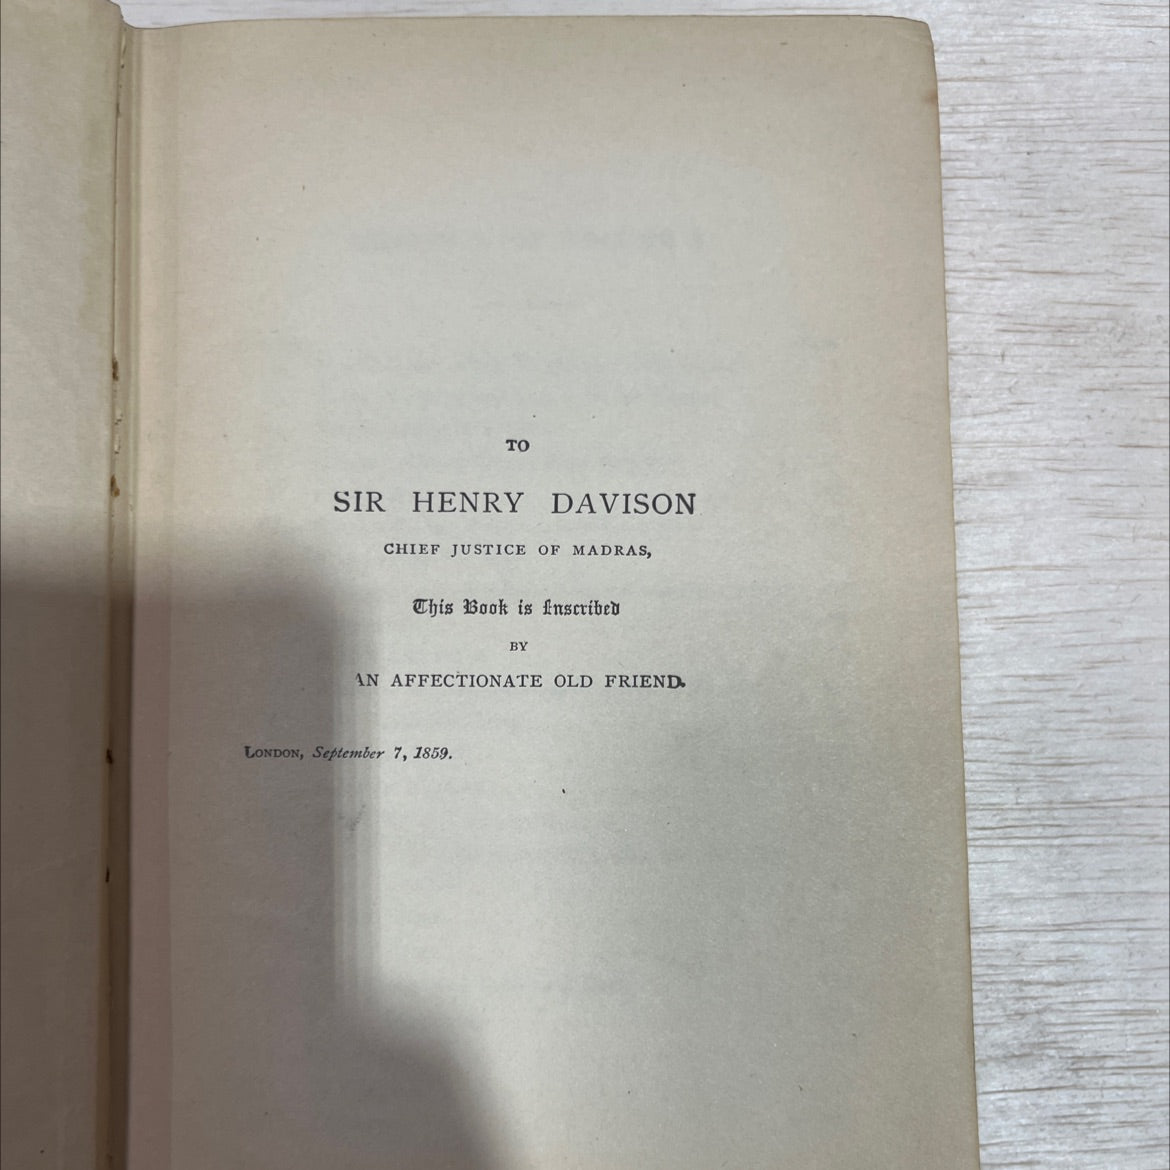 TO
SIR HENRY DAVISON
CHIEF JUSTICE OF MADRAS,
This Book is Inscribed
BY
AN AFFECTIONATE OLD FRIEND.
LONDON, September 7, 1859.